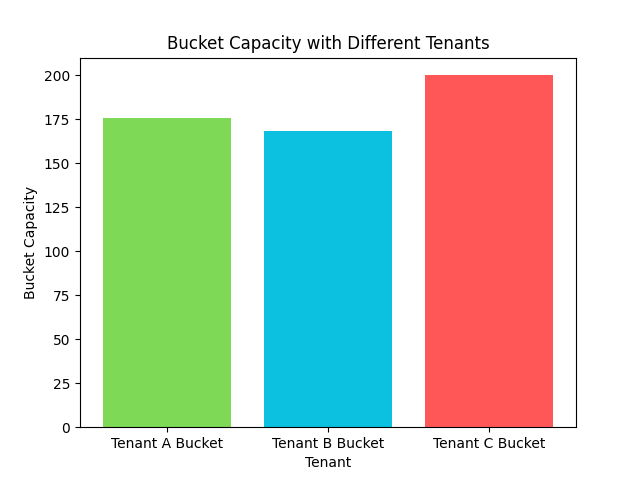 Bucket Capacity with Different Tenants
200
175
150
125
100
75
50
25
0
Bucket Capacity
Tenant A Bucket Tenant B Bucket Tenant C Bucket
Tenant